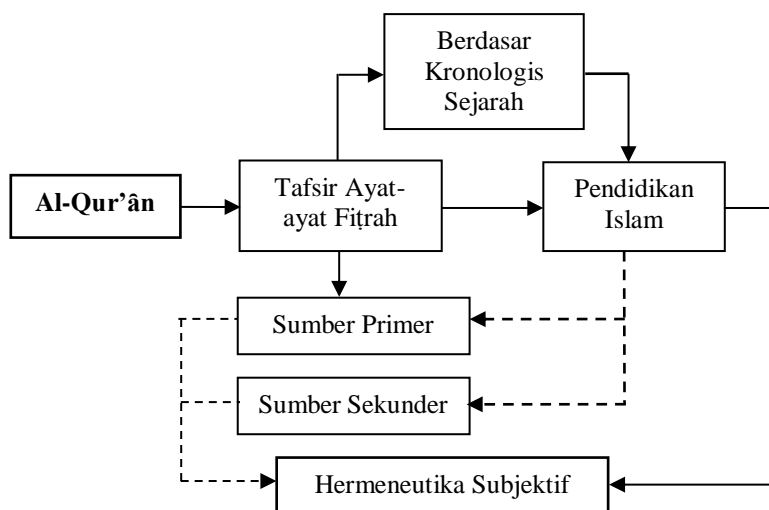 Berdasar
Kronologis
Sejarah
Al-Qur’ân
Tafsir Ayat-
ayat Fiṭrah
Pendidikan
Islam
Sumber Primer
Sumber Sekunder
Hermeneutika Subjektif